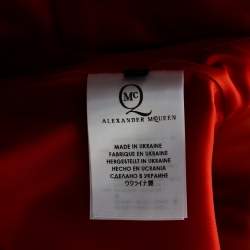 McQ
ALEXANDER McQUEEN
MADE IN UKRAINE
FABRIQUE EN UKRAINE
HERGESTELLT IN UKRAINE
HECHO EN UCRANIA
СДЕЛАНО В УКРАИНЕ
ウクライナ製